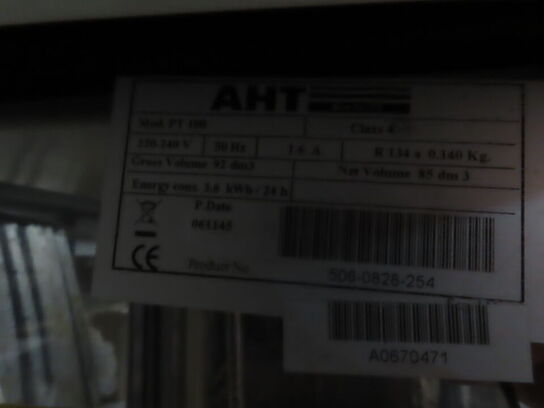 AHT
Mod. PT 100
Class 4
220-240 V 50 Hz 1.6 A. R 134 a 0.140 Kg.
Gross Volume 92 dm3 Net Volume 85 dm 3
Energy cons. 3.6 kWh / 24 h
P.Date
061145
CE
Product No.
506-0828-254
A0670471